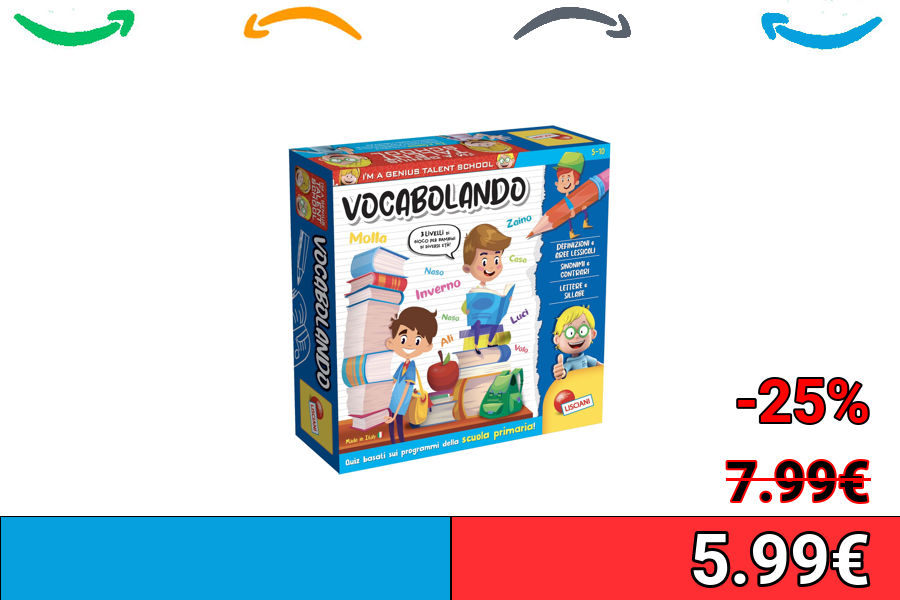 I'M A GENIUS TALENT SCHOOL
5-10
VOCABOLANDO
Molla
3 LIVELLI DI
GIOCO PER BAMBINI
DI DIVERSE ETÀ!
Zaino
Casa
Naso
Inverno
Naso
Luci
Ali
Volo
DEFINIZIONI e
AREE LESSICALI
SINONIMI e
CONTRARI
LETTERE e
SILLABE
LISCIANI
Made in Italy
Quiz basati sui programmi della scuola primaria!
VOCABOLANDO
LISCIANI
-25%
7.99€
5.99€